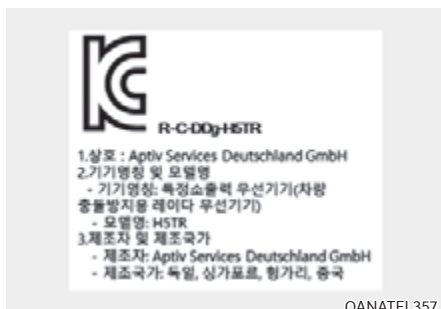 R-C-DDg-H5TR
1.상호 : Aptiv Services Deutschland GmbH
2.기기명칭 및 모델명
- 기기명칭: 특정소출력 무선기기(차량
충돌방지용 레이다 무선기기)
- 모델명: H5TR
3.제조자 및 제조국가
- 제조자: Aptiv Services Deutschland GmbH
- 제조국가: 독일, 싱가포르, 헝가리, 중국
OANATEL357